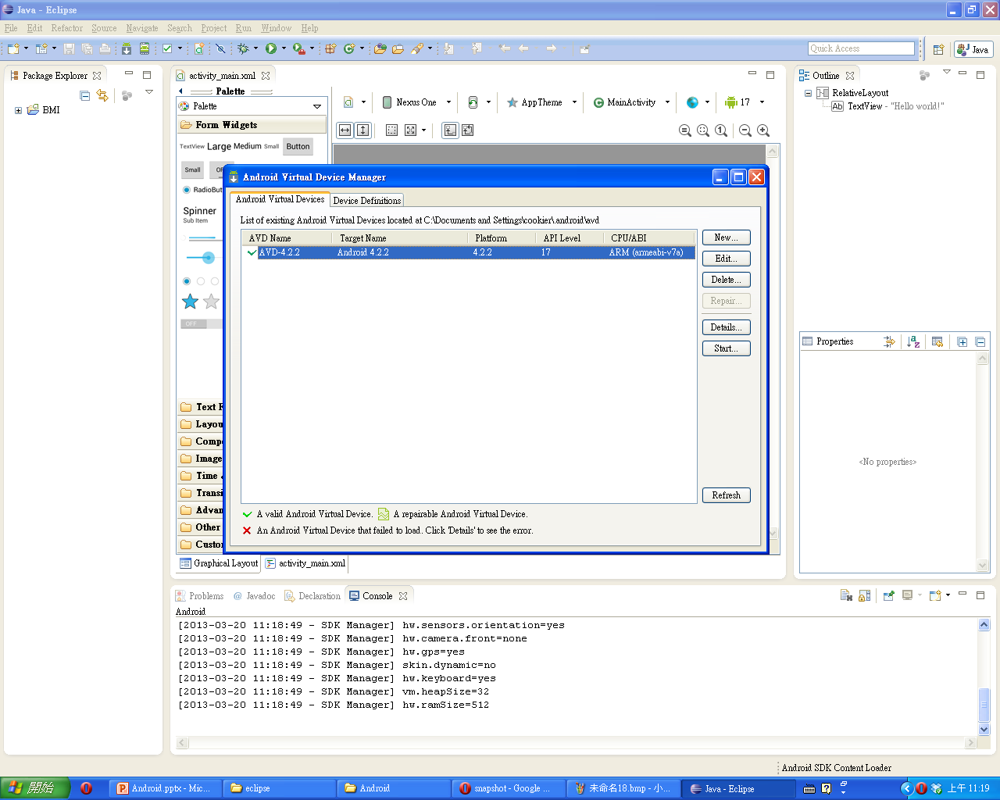 Java - Eclipse
File Edit Refactor Source Navigate Search Project Run Window Help
Quick Access
Java
Package Explorer
BMI
activity_main.xml
Palette
Palette
Form Widgets
TextView Large Medium Small Button
Small
RadioBut
Spinner
Sub Item
OFF
Nexus One
AppTheme
MainActivity
17
Outline
RelativeLayout
Ab TextView - "Hello world!"
Android Virtual Device Manager
Android Virtual Devices
Device Definitions
List of existing Android Virtual Devices located at C:\Documents and Settings\cookier\.android\avd
AVD Name Target Name Platform API Level CPU/ABI
AVD-4.2.2 Android 4.2.2 4.2.2 17 ARM (armeabi-v7a)
New...
Edit...
Delete...
Repair...
Details...
Start...
Refresh
A valid Android Virtual Device. A repairable Android Virtual Device.
An Android Virtual Device that failed to load. Click 'Details' to see the error.
Text F
Layou
Comp
Image
Time
Transi
Advan
Other
Custo
Graphical Layout
activity_main.xml
Properties
<No properties>
Problems @ Javadoc Declaration Console
Android
[2013-03-20 11:18:49 - SDK Manager] hw.sensors.orientation=yes
[2013-03-20 11:18:49 - SDK Manager] hw.camera.front=none
[2013-03-20 11:18:49 - SDK Manager] hw.gps=yes
[2013-03-20 11:18:49 - SDK Manager] skin.dynamic=no
[2013-03-20 11:18:49 - SDK Manager] hw.keyboard=yes
[2013-03-20 11:18:49 - SDK Manager] vm.heapSize=32
[2013-03-20 11:18:49 - SDK Manager] hw.ramSize=512
Android SDK Content Loader
開始
Android.pptx - Mic...
eclipse
Android
snapshot - Google ...
未命名18.bmp - 小...
Java - Eclipse
上午 11:19